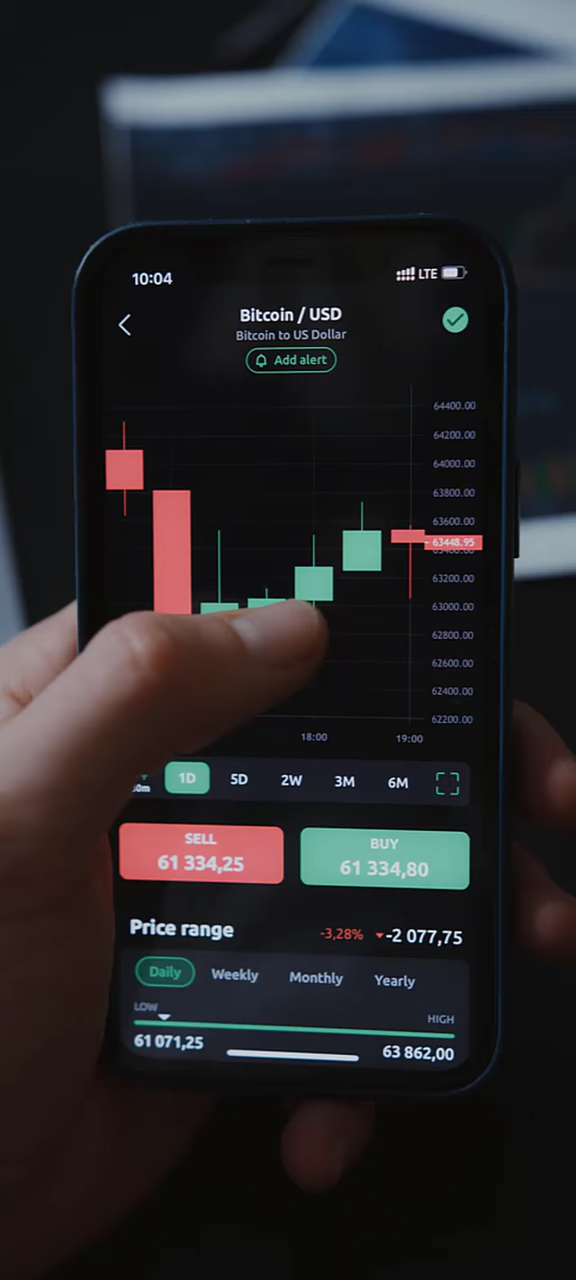 10:04
LTE
Bitcoin / USD
Bitcoin to US Dollar
Add alert
64400.00
64200.00
64000.00
63800.00
63600.00
63448.95
63200.00
63000.00
62800.00
62600.00
62400.00
62200.00
18:00 19:00
1D 5D 2W 3M 6M
SELL BUY
61 334,25 61 334,80
Price range -3,28% -2 077,75
Daily Weekly Monthly Yearly
LOW HIGH
61 071,25 63 862,00